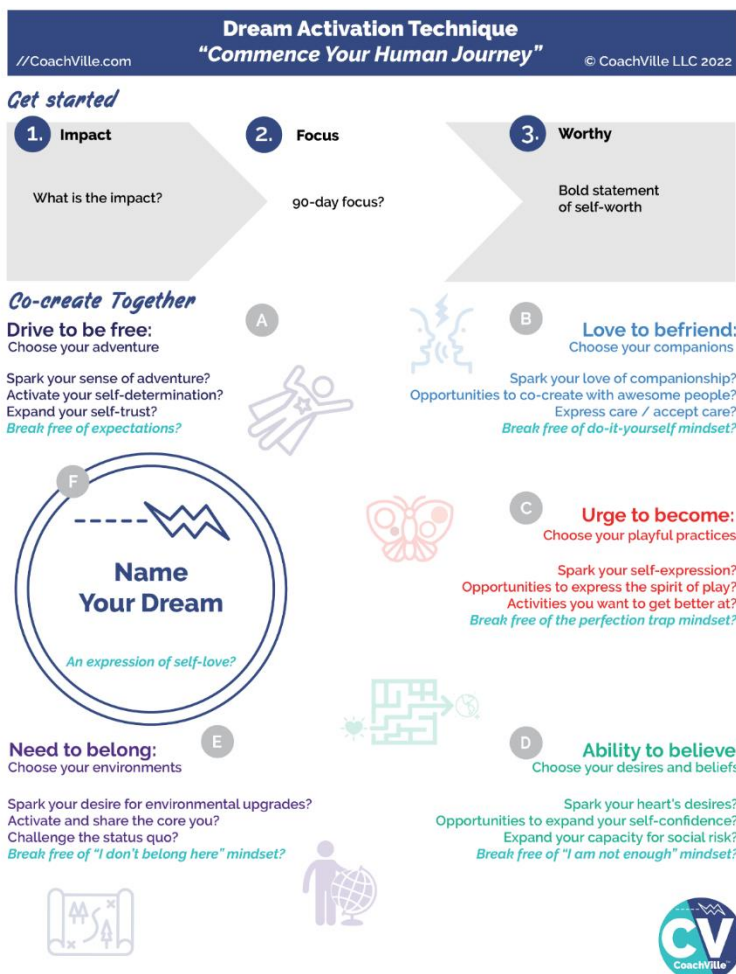 Dream Activation Technique
“Commence Your Human Journey”
//CoachVille.com
© CoachVille LLC 2022
Get started
1. Impact
What is the impact?
2. Focus
90-day focus?
3. Worthy
Bold statement
of self-worth
Co-create Together
A
Drive to be free:
Choose your adventure
Spark your sense of adventure?
Activate your self-determination?
Expand your self-trust?
Break free of expectations?
B
Love to befriend:
Choose your companions
Spark your love of companionship?
Opportunities to co-create with awesome people?
Express care / accept care?
Break free of do-it-yourself mindset?
C
Urge to become:
Choose your playful practices
Spark your self-expression?
Opportunities to express the spirit of play?
Activities you want to get better at?
Break free of the perfection trap mindset?
D
Ability to believe
Choose your desires and beliefs
Spark your heart's desires?
Opportunities to expand your self-confidence?
Expand your capacity for social risk?
Break free of “I am not enough” mindset?
E
Need to belong:
Choose your environments
Spark your desire for environmental upgrades?
Activate and share the core you?
Challenge the status quo?
Break free of “I don't belong here” mindset?
F
Name
Your Dream
An expression of self-love?
CV
CoachVille